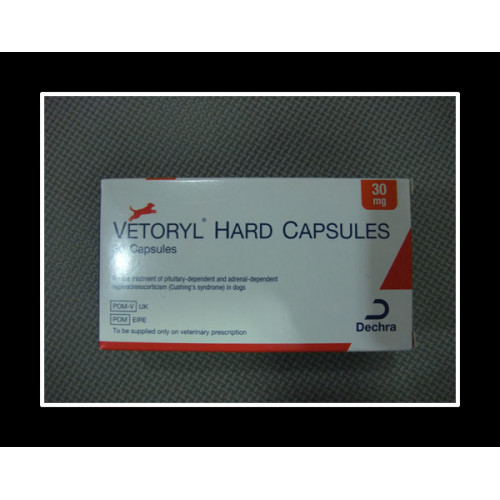 30
mg
VETORYL® HARD CAPSULES
Capsules
treatment of pituitary-dependent and adrenal-dependent
hyperadrenocorticism (Cushing's syndrome) in dogs
POM-V UK
POM EIRE
To be supplied only on veterinary prescription
Dechra